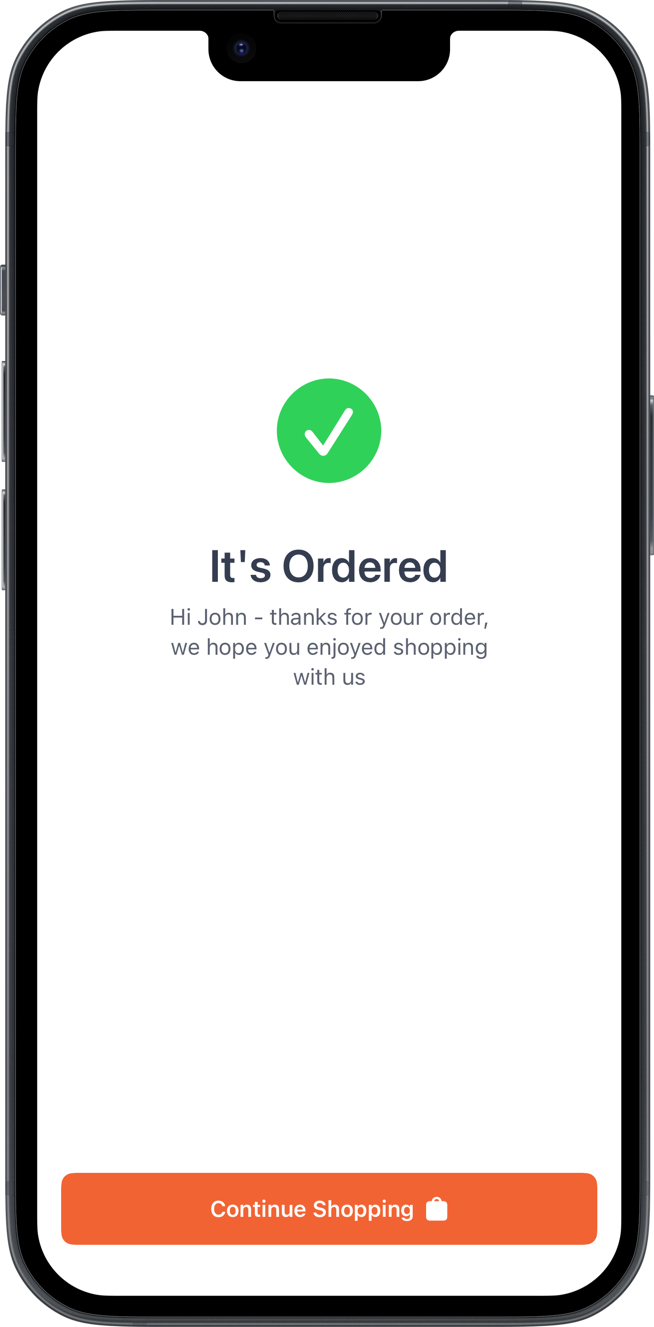 It's Ordered
Hi John - thanks for your order,
we hope you enjoyed shopping
with us
Continue Shopping